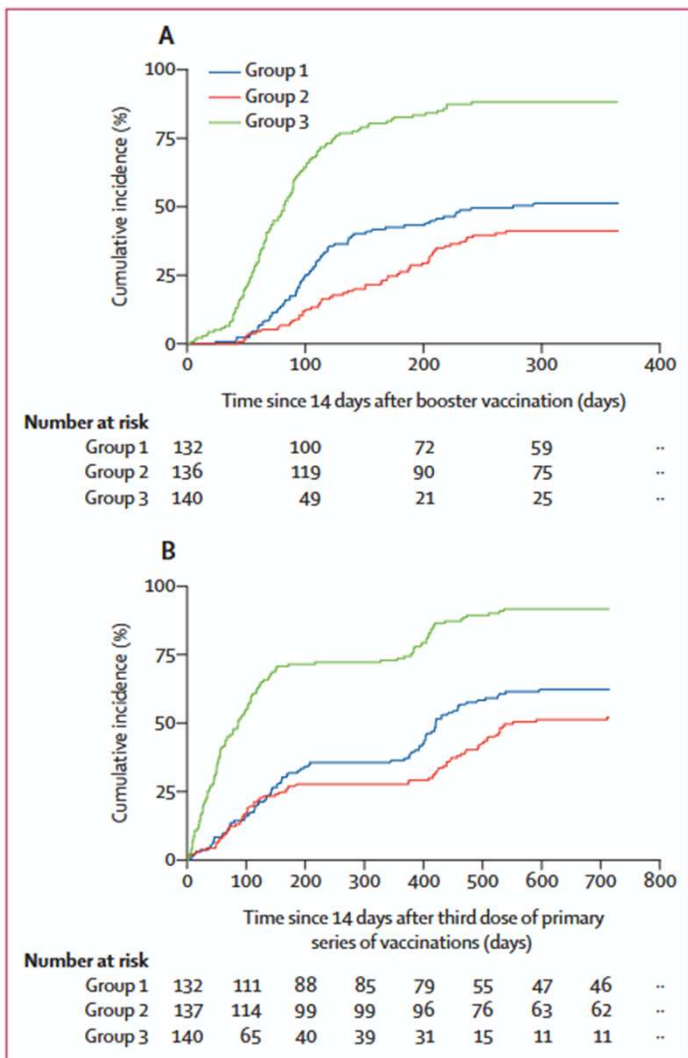 A
100
75
50
25
0
Cumulative incidence (%)
Group 1
Group 2
Group 3
0 100 200 300 400
Time since 14 days after booster vaccination (days)
Number at risk
Group 1 132 100 72 59 ··
Group 2 136 119 90 75 ··
Group 3 140 49 21 25 ··
B
100
75
50
25
0
Cumulative incidence (%)
0 100 200 300 400 500 600 700 800
Time since 14 days after third dose of primary
series of vaccinations (days)
Number at risk
Group 1 132 111 88 85 79 55 47 46 ··
Group 2 137 114 99 99 96 76 63 62 ··
Group 3 140 65 40 39 31 15 11 11 ··